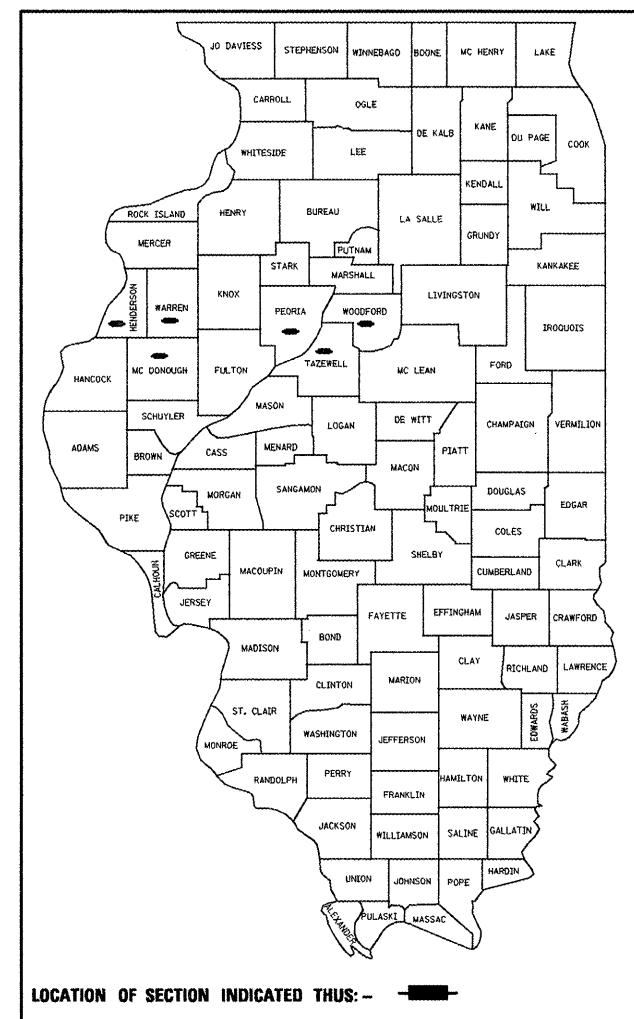 JO DAVIESS STEPHENSON WINNEBAGO BOONE MC HENRY LAKE
CARROLL OGLE DE KALB KANE DU PAGE COOK
WHITESIDE LEE
KENDALL
ROCK ISLAND HENRY BUREAU LA SALLE WILL
MERCER PUTNAM GRUNDY
STARK MARSHALL KANKAKEE
HENDERSON WARREN KNOX PEORIA WOODFORD LIVINGSTON
IROQUOIS
HANCOCK MC DONOUGH FULTON TAZEWELL MC LEAN FORD
SCHUYLER MASON
ADAMS BROWN CASS MENARD LOGAN DE WITT PIATT CHAMPAIGN VERMILION
MACON
PIKE SCOTT MORGAN SANGAMON MOULTRIE DOUGLAS EDGAR
CHRISTIAN COLES
CALHOUN GREENE MACOUPIN MONTGOMERY SHELBY CUMBERLAND CLARK
JERSEY
FAYETTE EFFINGHAM JASPER CRAWFORD
MADISON BOND
CLAY RICHLAND LAWRENCE
CLINTON MARION
ST. CLAIR WAYNE EDWARDS WABASH
MONROE WASHINGTON JEFFERSON
RANDOLPH PERRY HAMILTON WHITE
FRANKLIN
JACKSON WILLIAMSON SALINE GALLATIN
UNION JOHNSON POPE HARDIN
ALEXANDER PULASKI MASSAC
LOCATION OF SECTION INDICATED THUS: -